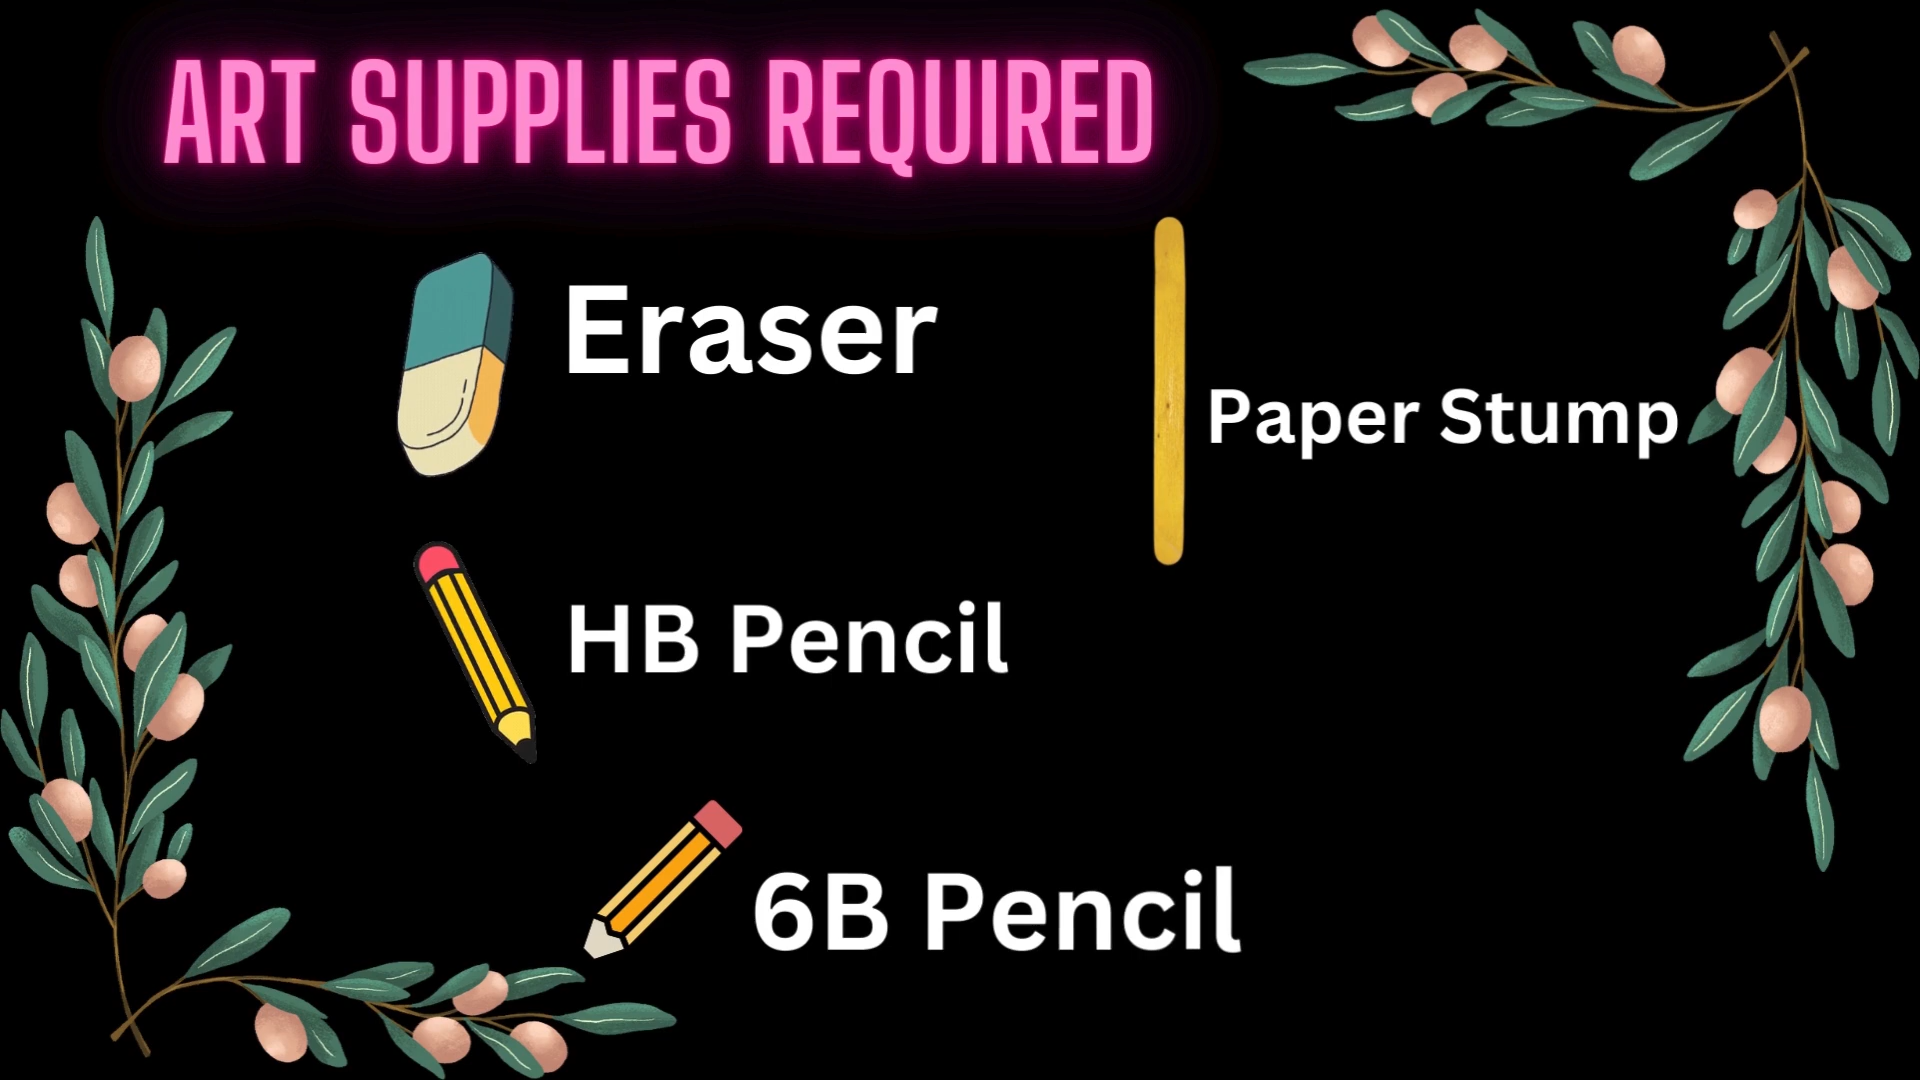 ART SUPPLIES REQUIRED
Eraser
Paper Stump
HB Pencil
6B Pencil